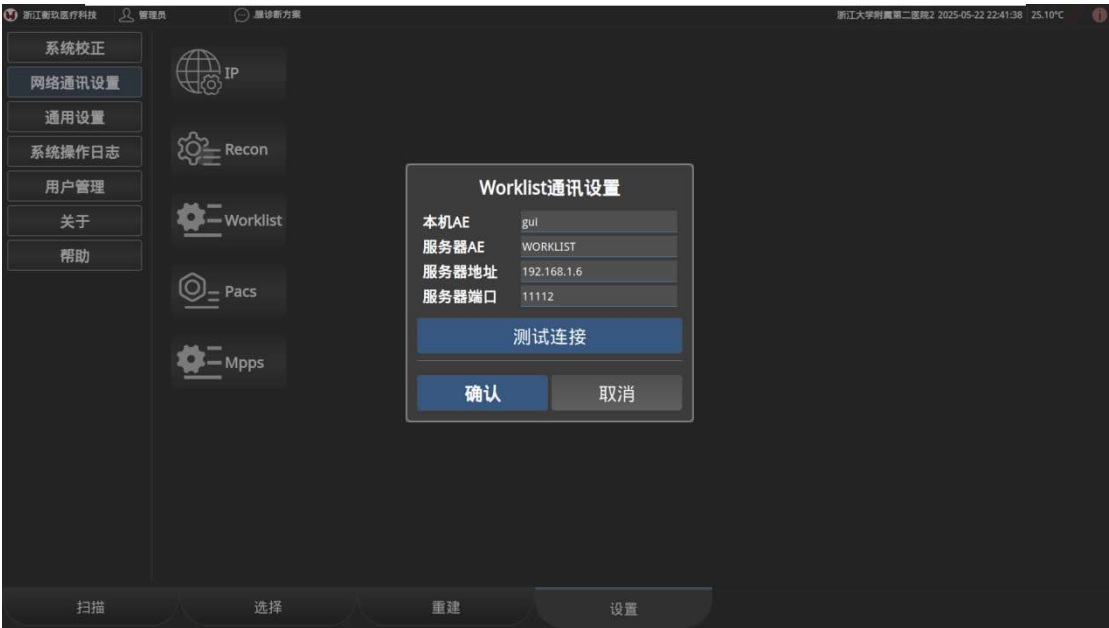 浙江衡玖医疗科技 管理员 腺诊断方案 浙江大学附属第二医院2 2025-05-22 22:41:38 25.10°C
系统校正
网络通讯设置
通用设置
系统操作日志
用户管理
关于
帮助
IP
Recon
Worklist
Pacs
Mpps
Worklist通讯设置
本机AE gui
服务器AE WORKLIST
服务器地址 192.168.1.6
服务器端口 11112
测试连接
确认 取消
扫描 选择 重建 设置